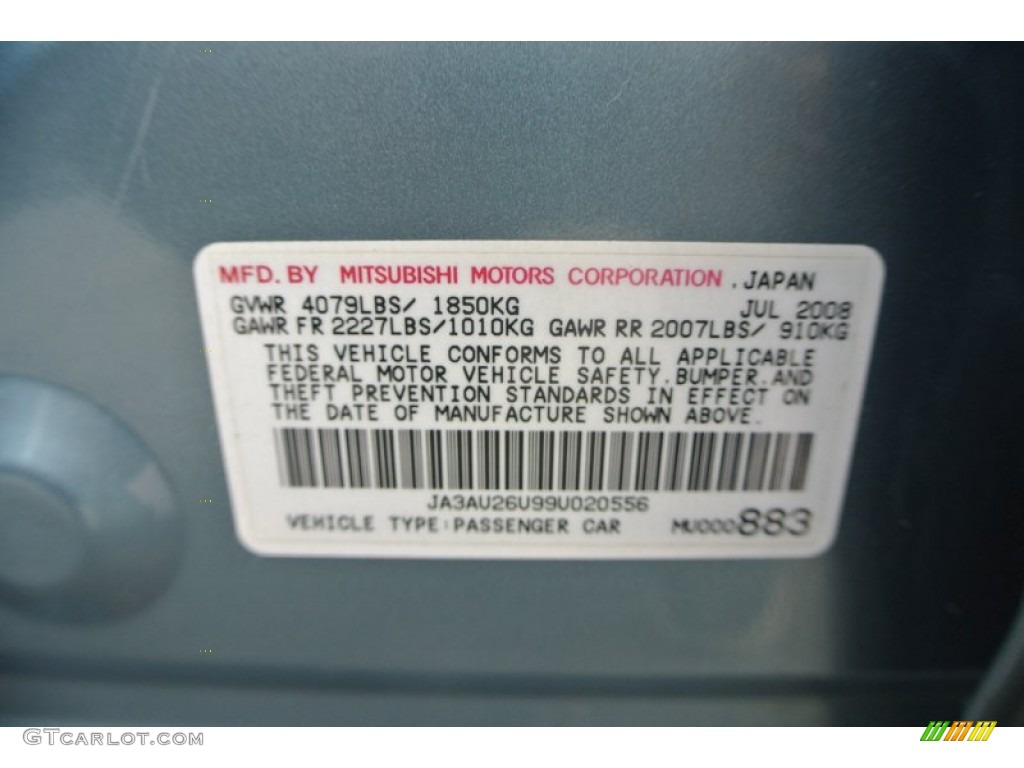 MFD. BY MITSUBISHI MOTORS CORPORATION . JAPAN
GVWR 4079LBS/ 1850KG JUL 2008
GAWR FR 2227LBS/1010KG GAWR RR 2007LBS/ 910KG
THIS VEHICLE CONFORMS TO ALL APPLICABLE
FEDERAL MOTOR VEHICLE SAFETY.BUMPER.AND
THEFT PREVENTION STANDARDS IN EFFECT ON
THE DATE OF MANUFACTURE SHOWN ABOVE.
JA3AU26U99U020556
VEHICLE TYPE:PASSENGER CAR MU000883
GTCarLot.com